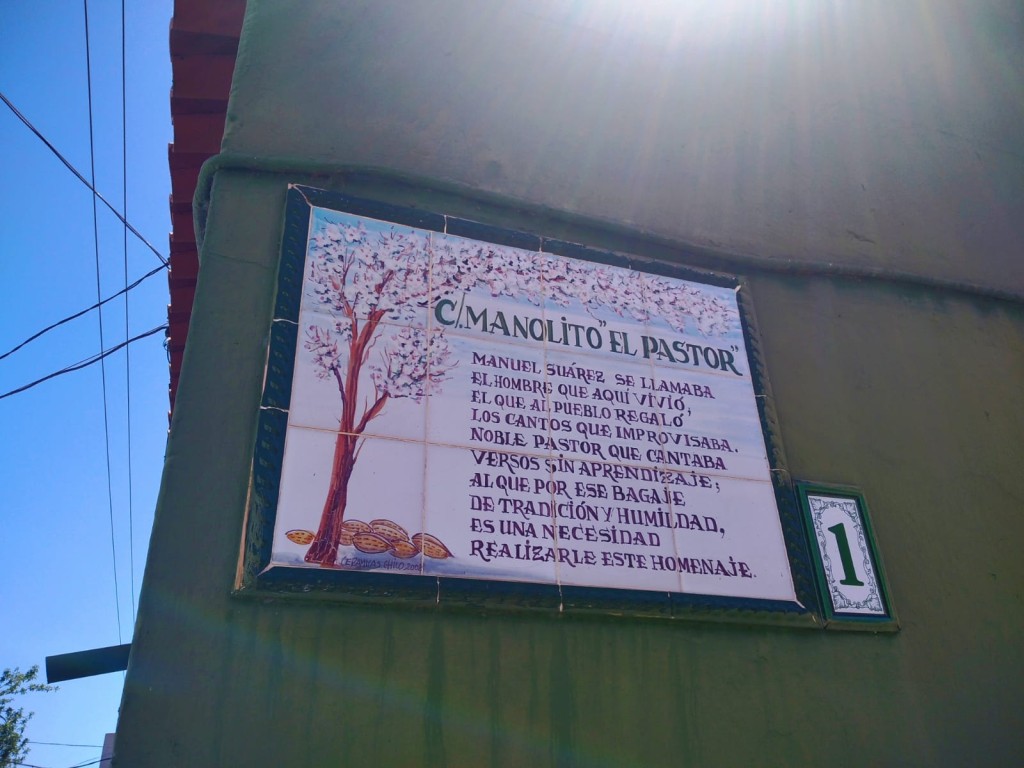 C/. MANOLITO "EL PASTOR"
MANUEL SUÁREZ SE LLAMABA
EL HOMBRE QUE AQUÍ VIVIÓ,
EL QUE AL PUEBLO REGALÓ
LOS CANTOS QUE IMPROVISABA.
NOBLE PASTOR QUE CANTABA
VERSOS SIN APRENDIZAJE;
AL QUE POR ESE BAGAJE
DE TRADICIÓN Y HUMILDAD,
ES UNA NECESIDAD
REALIZARLE ESTE HOMENAJE.
1